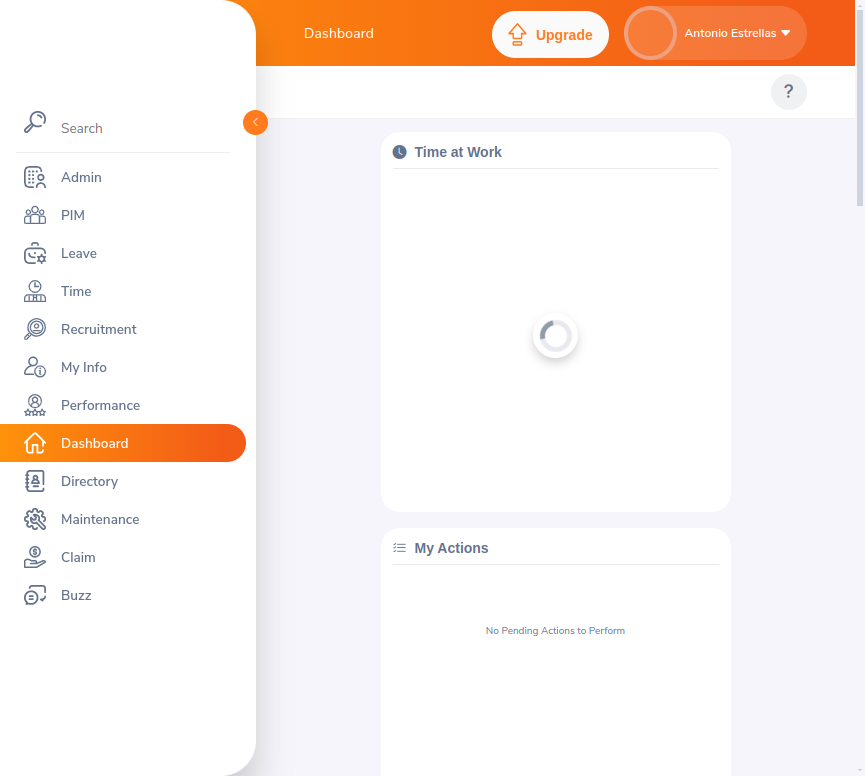 Dashboard
Upgrade
Antonio Estrellas
?
Search
Admin
PIM
Leave
Time
Recruitment
My Info
Performance
Dashboard
Directory
Maintenance
Claim
Buzz
Time at Work
My Actions
No Pending Actions to Perform